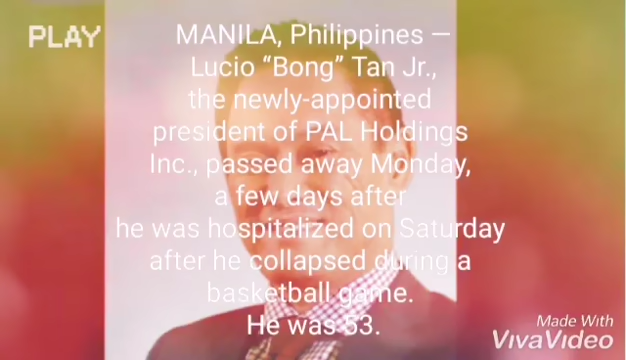 PLAY
MANILA, Philippines —
Lucio “Bong” Tan Jr.,
the newly-appointed
president of PAL Holdings
Inc., passed away Monday,
a few days after
he was hospitalized on Saturday
after he collapsed during a
basketball game.
He was 53.
Made With
VivaVideo